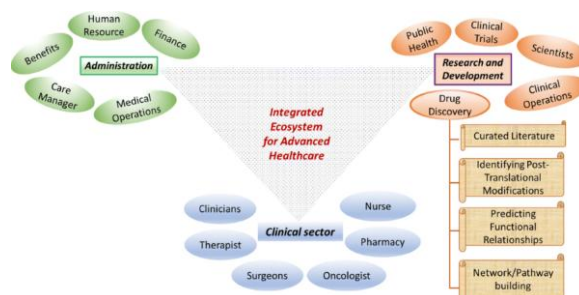 Human
Resource
Benefits
Finance
Administration
Care
Manager
Medical
Operations
Public
Health
Clinical
Trials
Scientists
Research and
Development
Clinical
Operations
Drug
Discovery
Curated Literature
Identifying Post-
Translational
Modifications
Predicting
Functional
Relationships
Network/Pathway
building
Integrated
Ecosystem
for Advanced
Healthcare
Clinicians
Nurse
Clinical sector
Therapist
Pharmacy
Surgeons
Oncologist